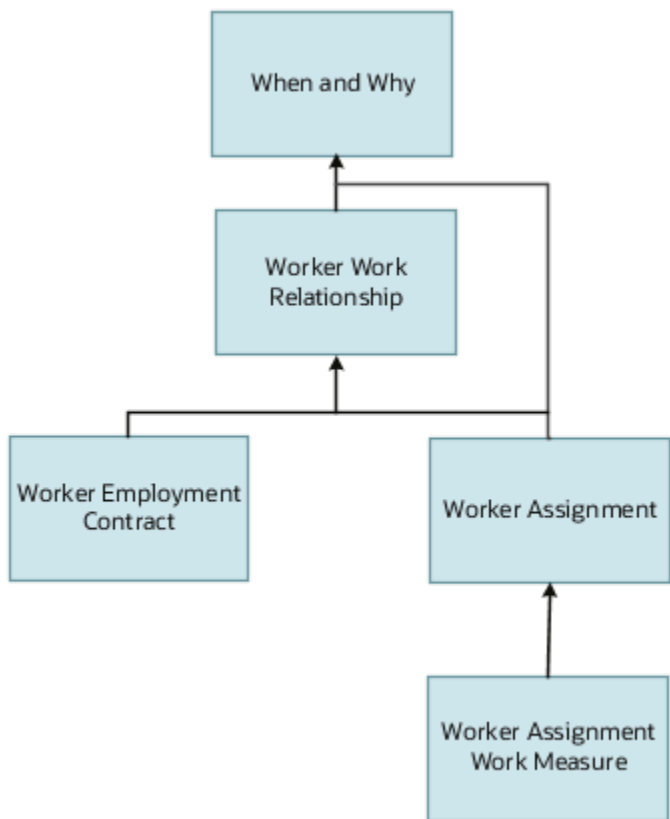 When and Why
Worker Work
Relationship
Worker Employment
Contract
Worker Assignment
Worker Assignment
Work Measure